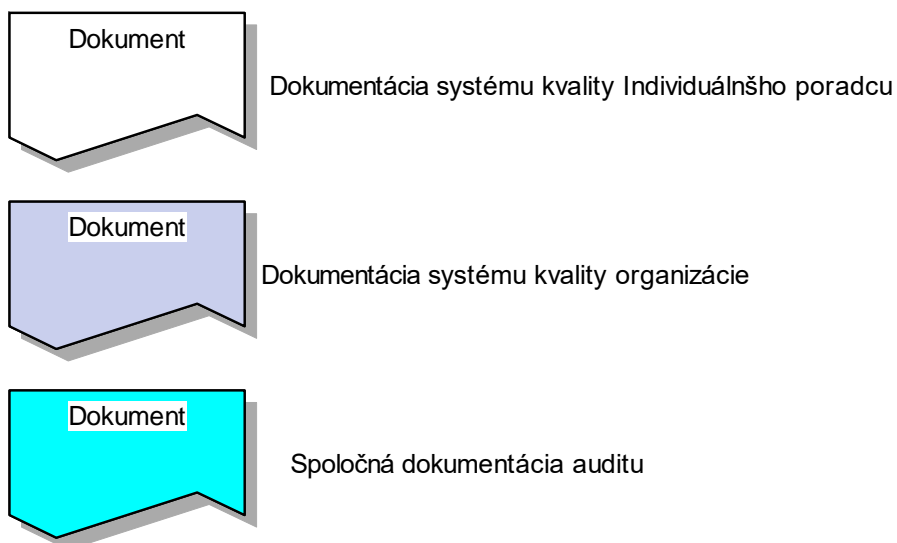 Dokument
Dokumentácia systému kvality Individuálnšho poradcu
Dokument
Dokumentácia systému kvality organizácie
Dokument
Spoločná dokumentácia auditu